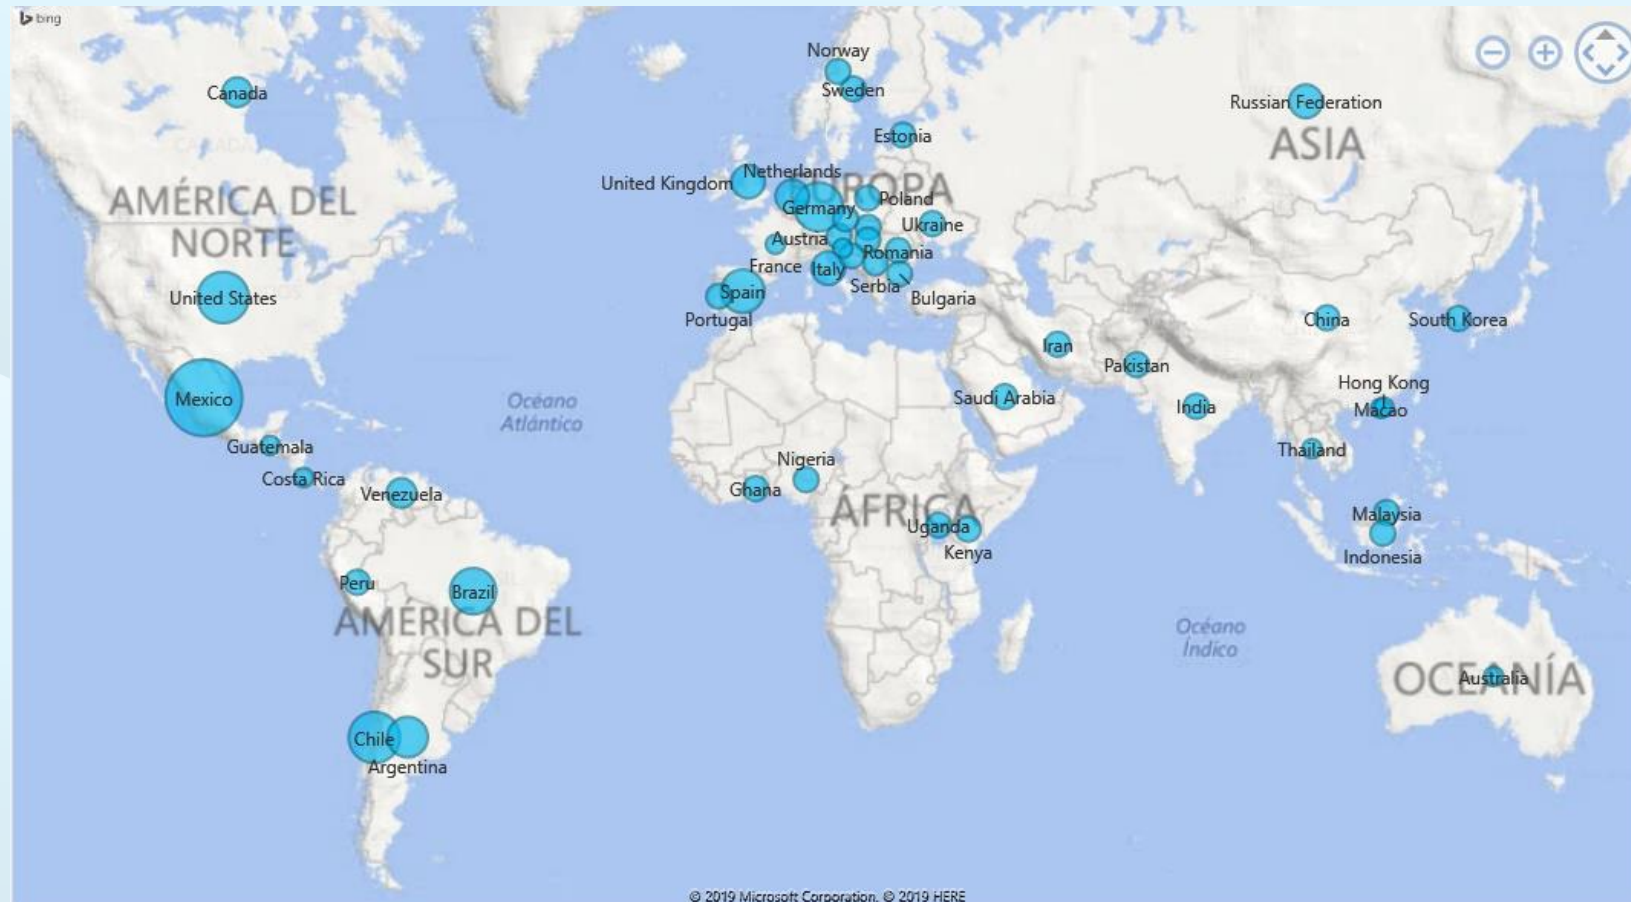 bing
Norway
Canada
Sweden
Russian Federation
Estonia
ASIA
Netherlands
United Kingdom
EUROPA
AMÉRICA DEL
NORTE
Poland
Germany
Ukraine
Austria
Romania
France
Italy
Serbia
Bulgaria
United States
Spain
Portugal
China
South Korea
Iran
Pakistan
Hong Kong
Macao
Mexico
Océano
Atlántico
Saudi Arabia
India
Guatemala
Thailand
Costa Rica
Nigeria
Venezuela
Ghana
ÁFRICA
Uganda
Kenya
Malaysia
Indonesia
Peru
Brazil
AMÉRICA DEL
SUR
Océano
Índico
OCEANÍA
Australia
Chile
Argentina
© 2019 Microsoft Corporation, © 2019 HERE